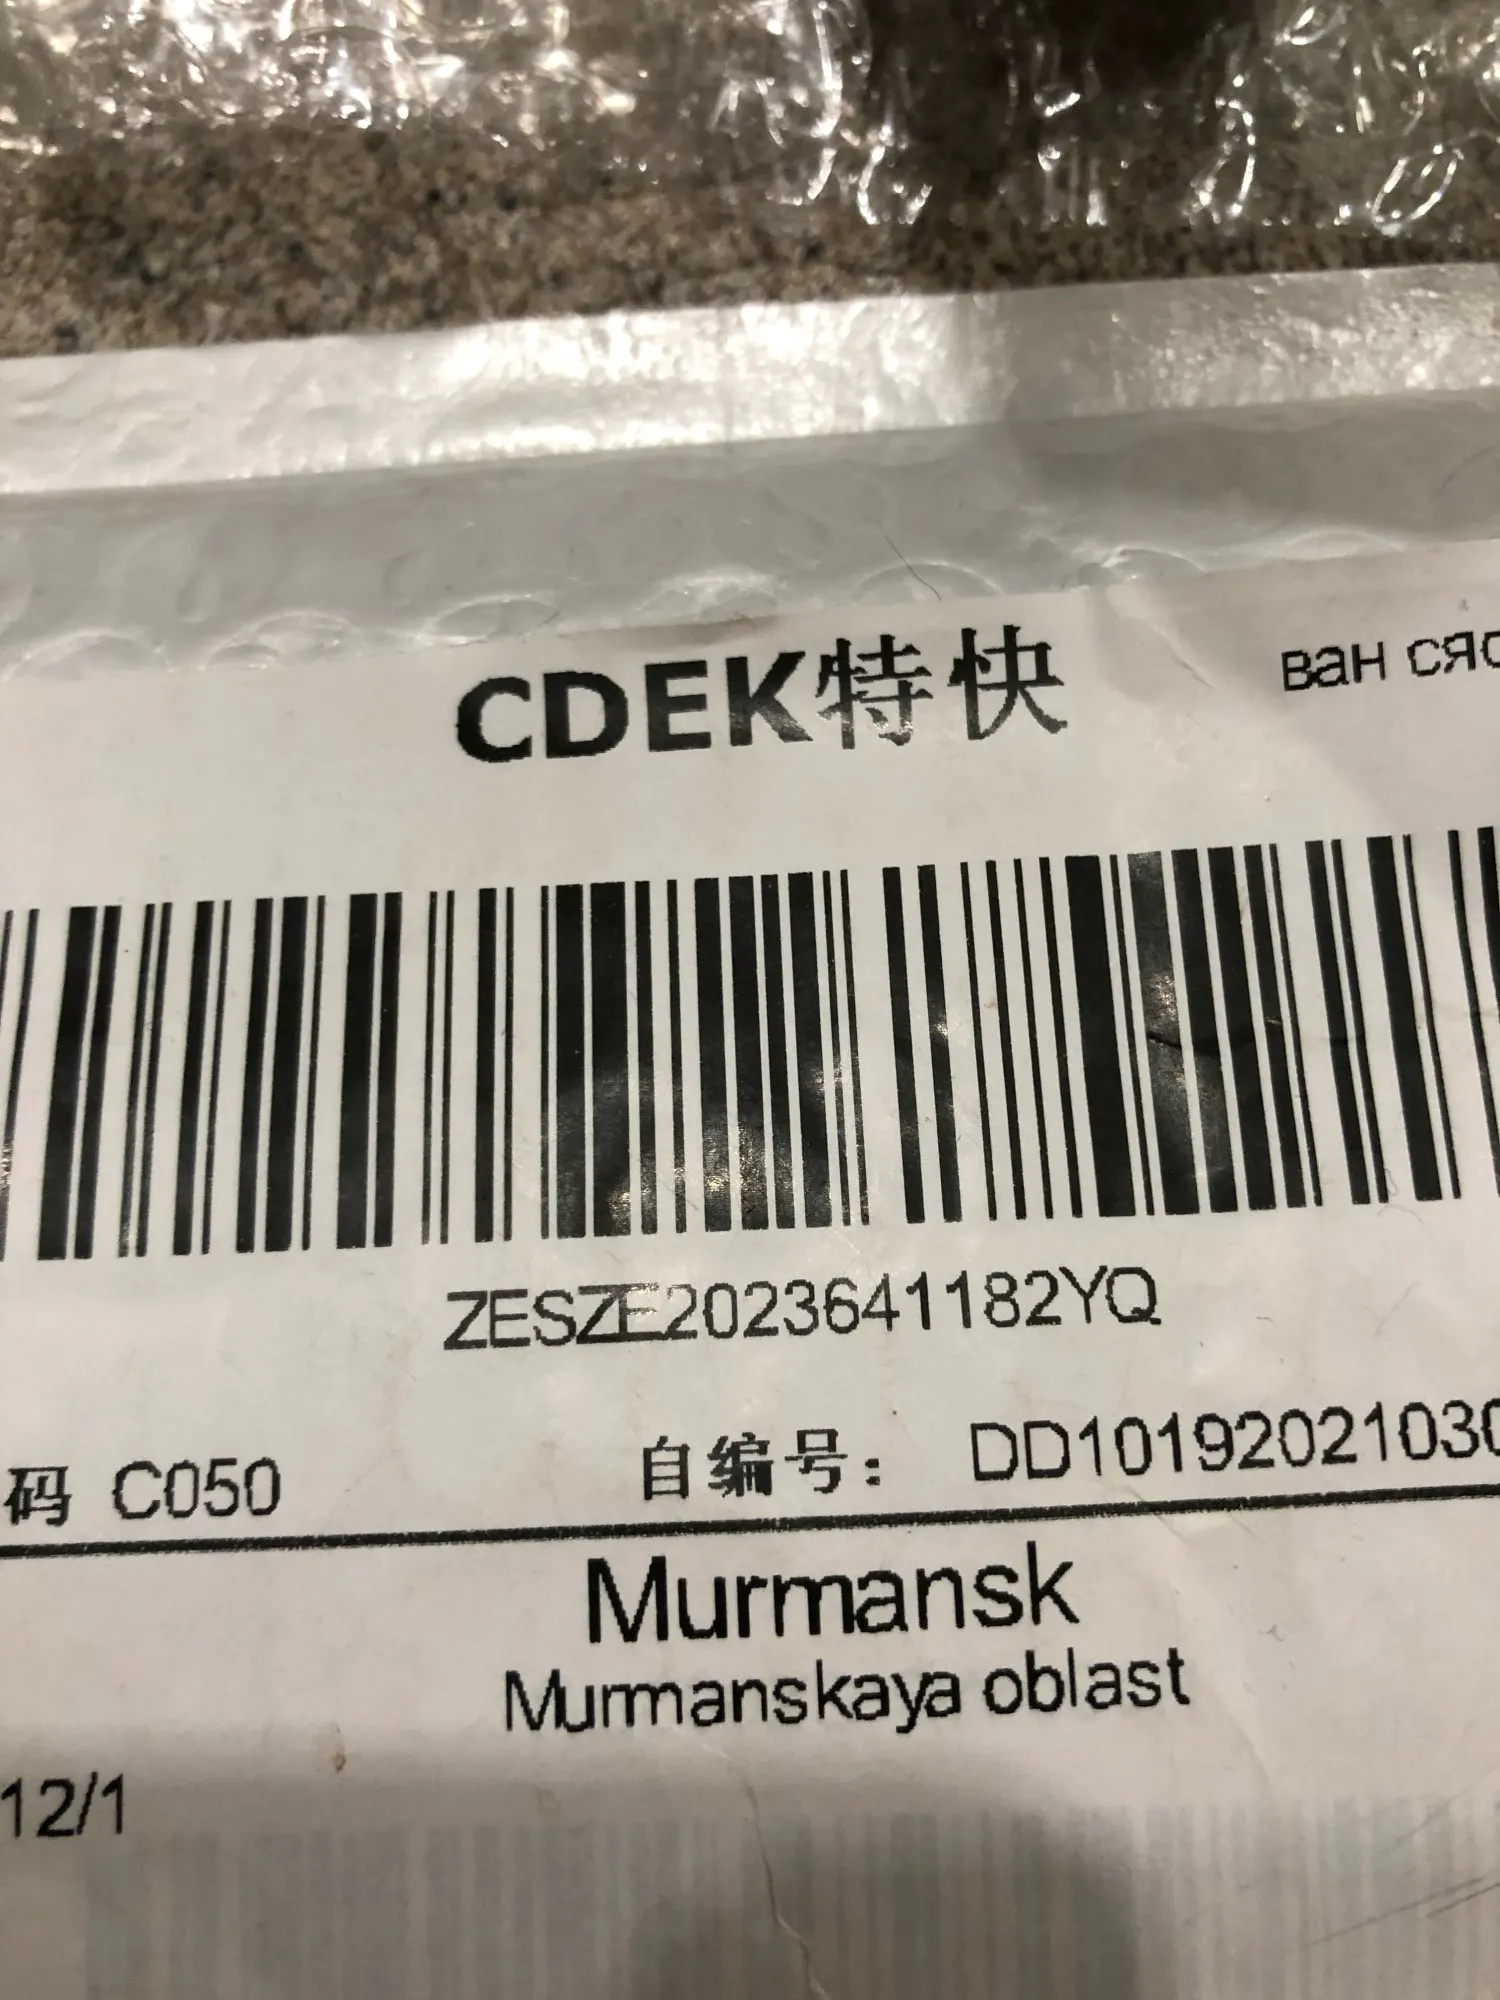 CDEK特快
ван сяо
ZESZE2023641182YQ
码 C050
自编号: DD10192021030
Murmansk
Murmanskaya oblast
12/1